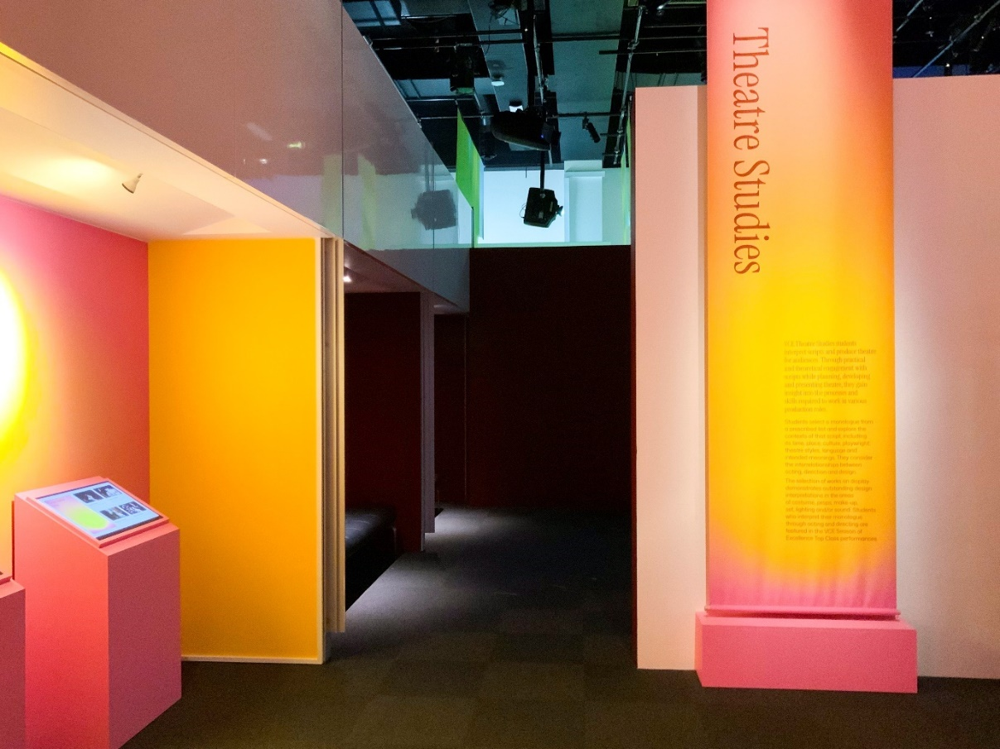 Theatre Studies
VCE Theatre Studies students
interpret scripts and produce theatre
for audiences. Through practical
and theoretical engagement with
scripts while planning, developing
and presenting theatre, they gain
insight into the processes and
skills required to work in various
production roles.
Students select a monologue from
a prescribed list and explore the
contexts of that script, including
its time, place, culture, playwright
theatre styles, language and
intended meanings. They consider
the interrelationships between
acting, direction and design.
The selection of works on display
demonstrates outstanding design
interpretations in the areas
of costume, props, make-up,
set, lighting and/or sound. Students
who interpret their monologue
through acting and directing are
featured in the VCE Season of
Excellence Top Class performances.